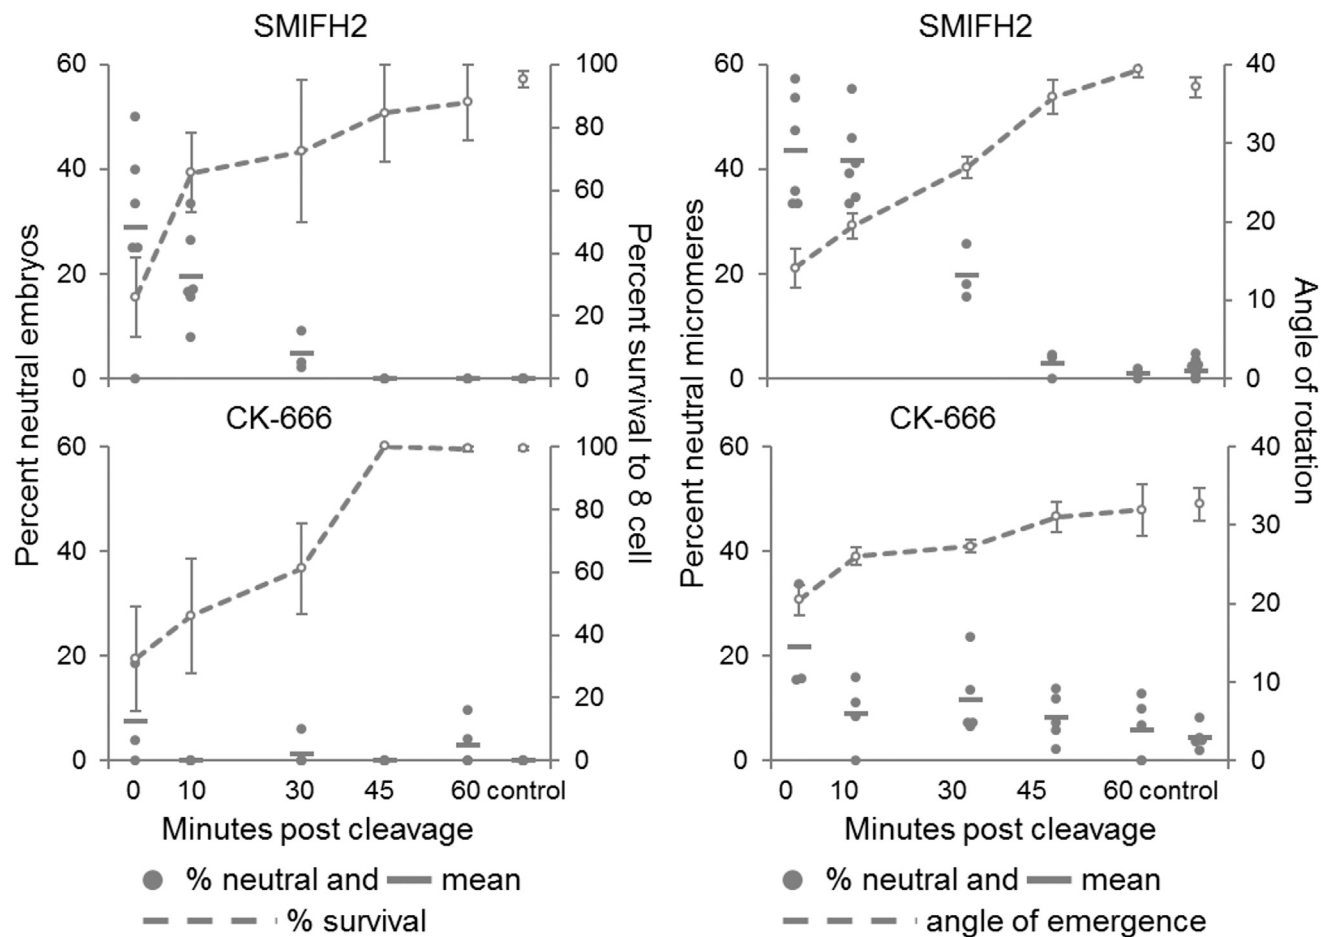 SMIFH2
60
40
20
0
100
80
60
40
20
0
Percent neutral embryos
Percent survival to 8 cell
CK-666
60
40
20
0
100
80
60
40
20
0
0 10 30 45 60 control
Minutes post cleavage
% neutral and mean
% survival
SMIFH2
60
40
20
0
40
30
20
10
0
Percent neutral micromeres
Angle of rotation
CK-666
60
40
20
0
40
30
20
10
0
0 10 30 45 60 control
Minutes post cleavage
% neutral and mean
angle of emergence